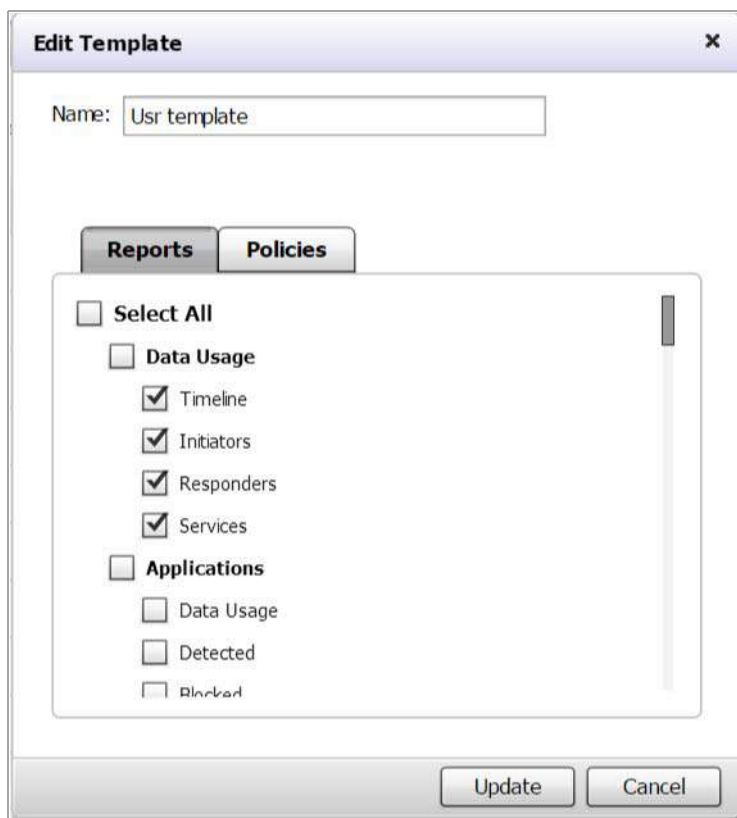 Edit Template
Name: Usr template
Reports Policies
Select All
Data Usage
Timeline
Initiators
Responders
Services
Applications
Data Usage
Detected
Blocked
Update Cancel